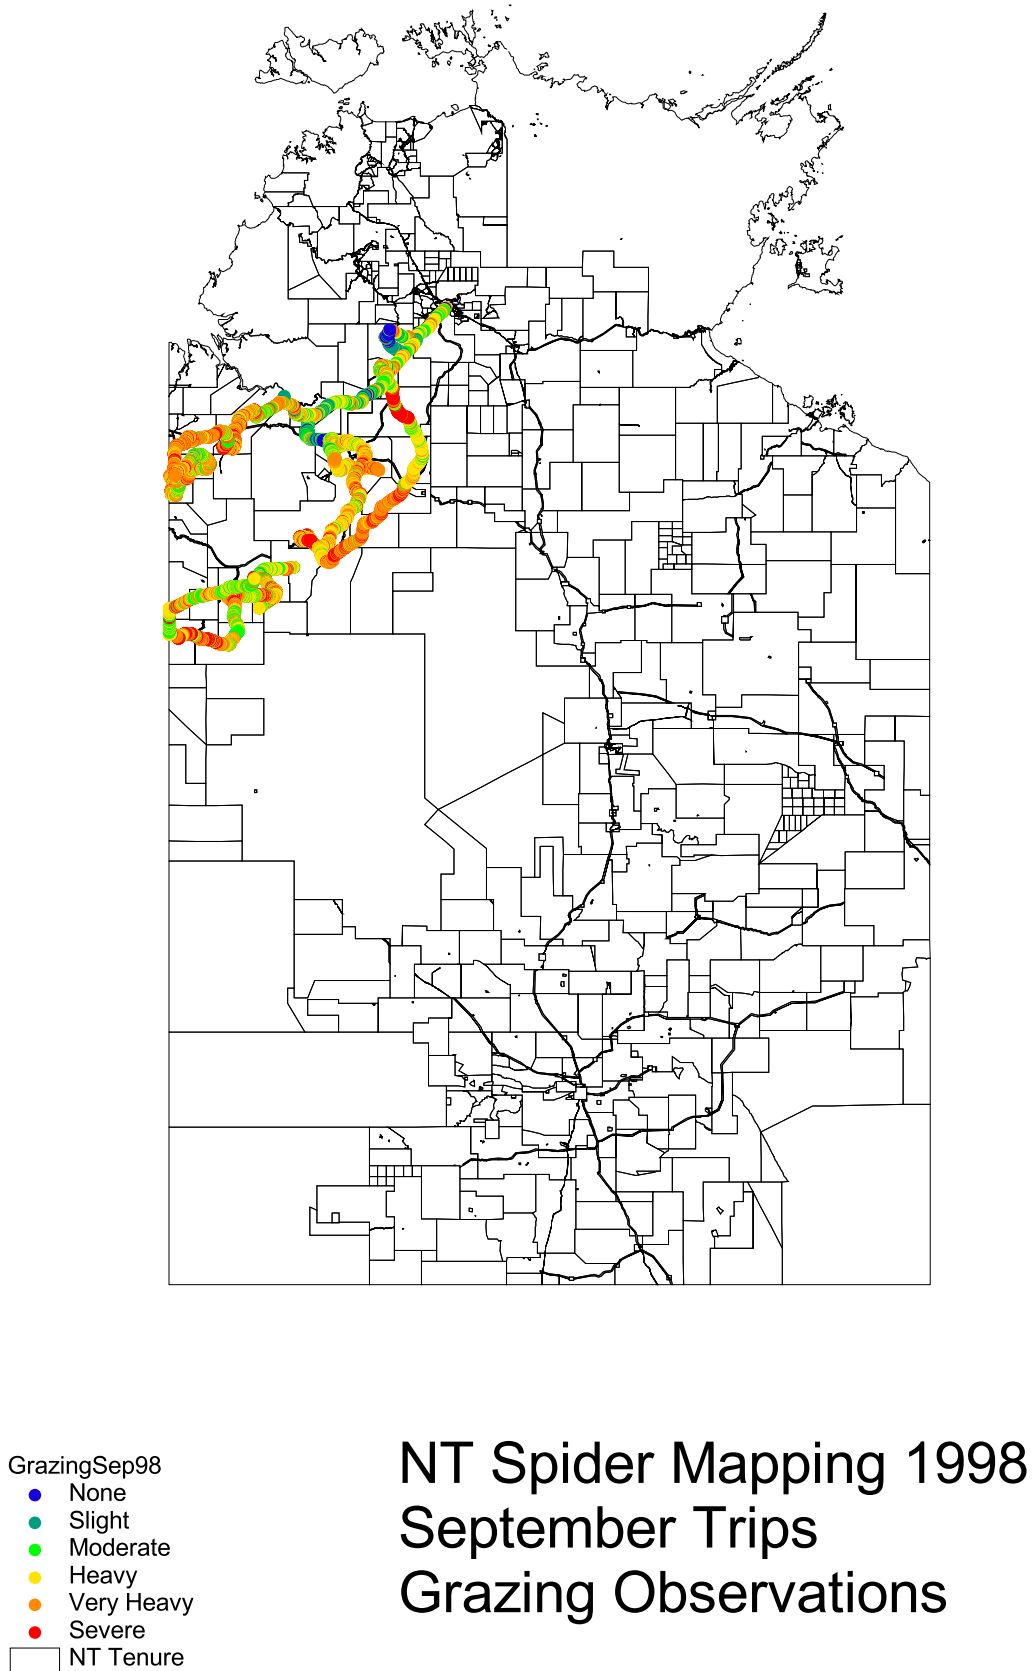 GrazingSep98
None
Slight
Moderate
Heavy
Very Heavy
Severe
NT Tenure
NT Spider Mapping 1998
September Trips
Grazing Observations